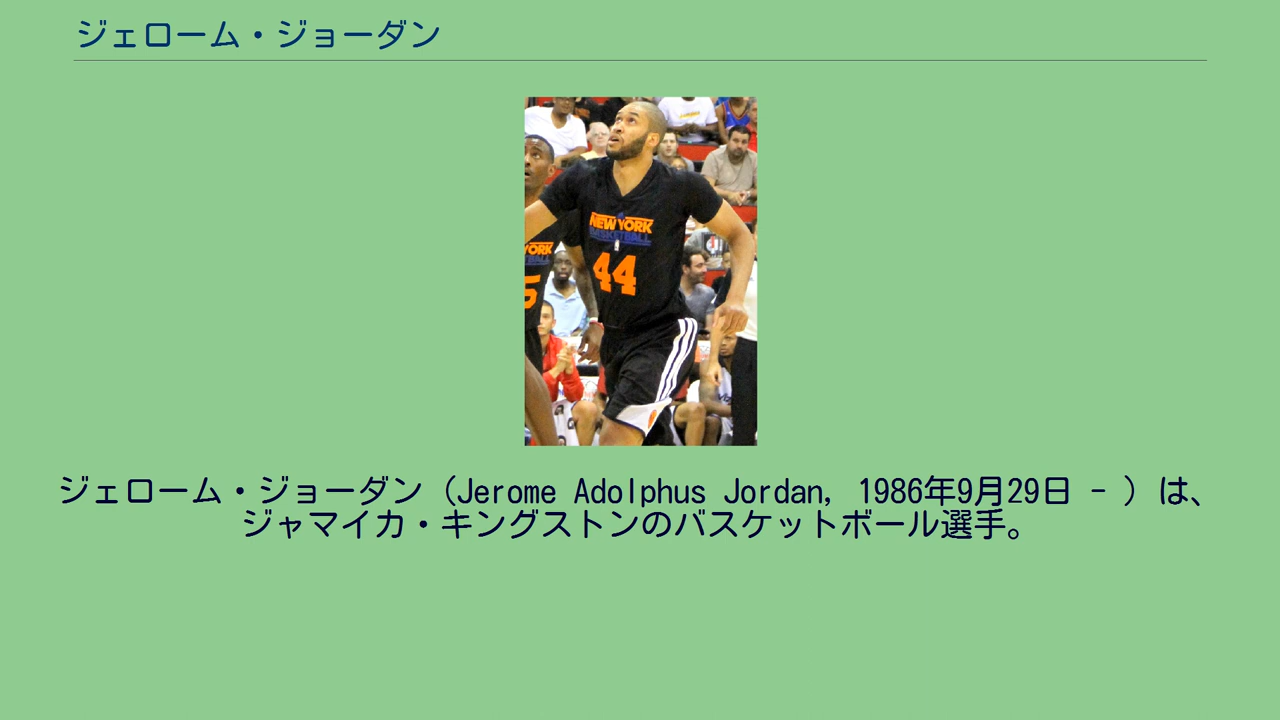 ジェローム・ジョーダン
NEW YORK
BASKETBALL
44
YORK
ジェローム・ジョーダン（Jerome Adolphus Jordan, 1986年9月29日 - ）は、
ジャマイカ・キングストンのバスケットボール選手。